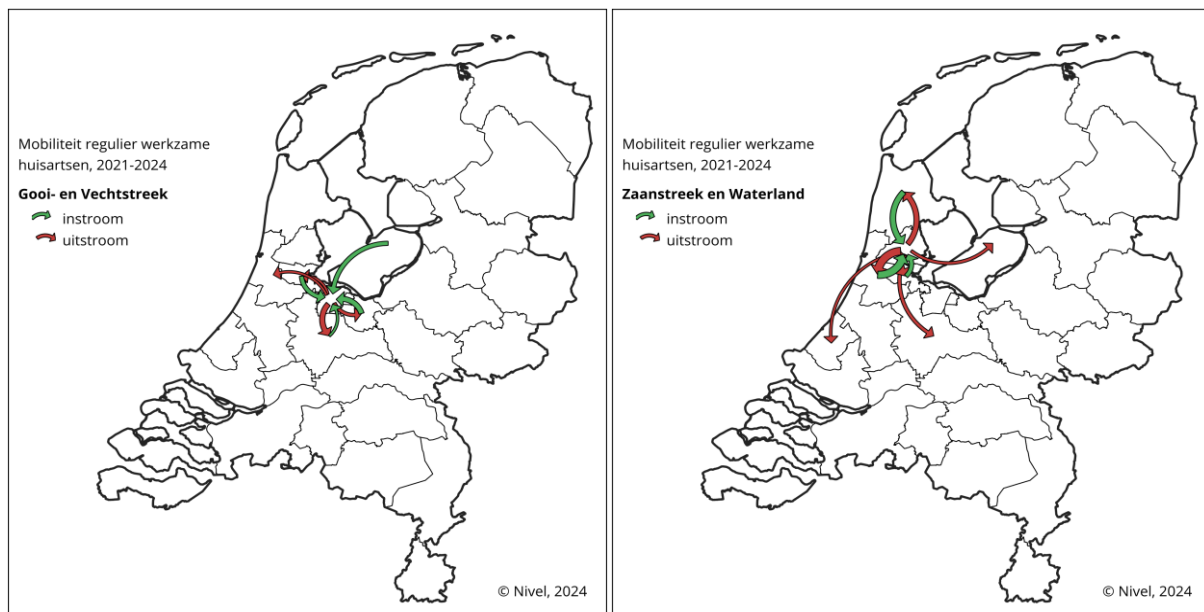 Mobiliteit regulier werkzame
huisartsen, 2021-2024
Gooi- en Vechtstreek
instroom
uitstroom
© Nivel, 2024
Mobiliteit regulier werkzame
huisartsen, 2021-2024
Zaanstreek en Waterland
instroom
uitstroom
© Nivel, 2024